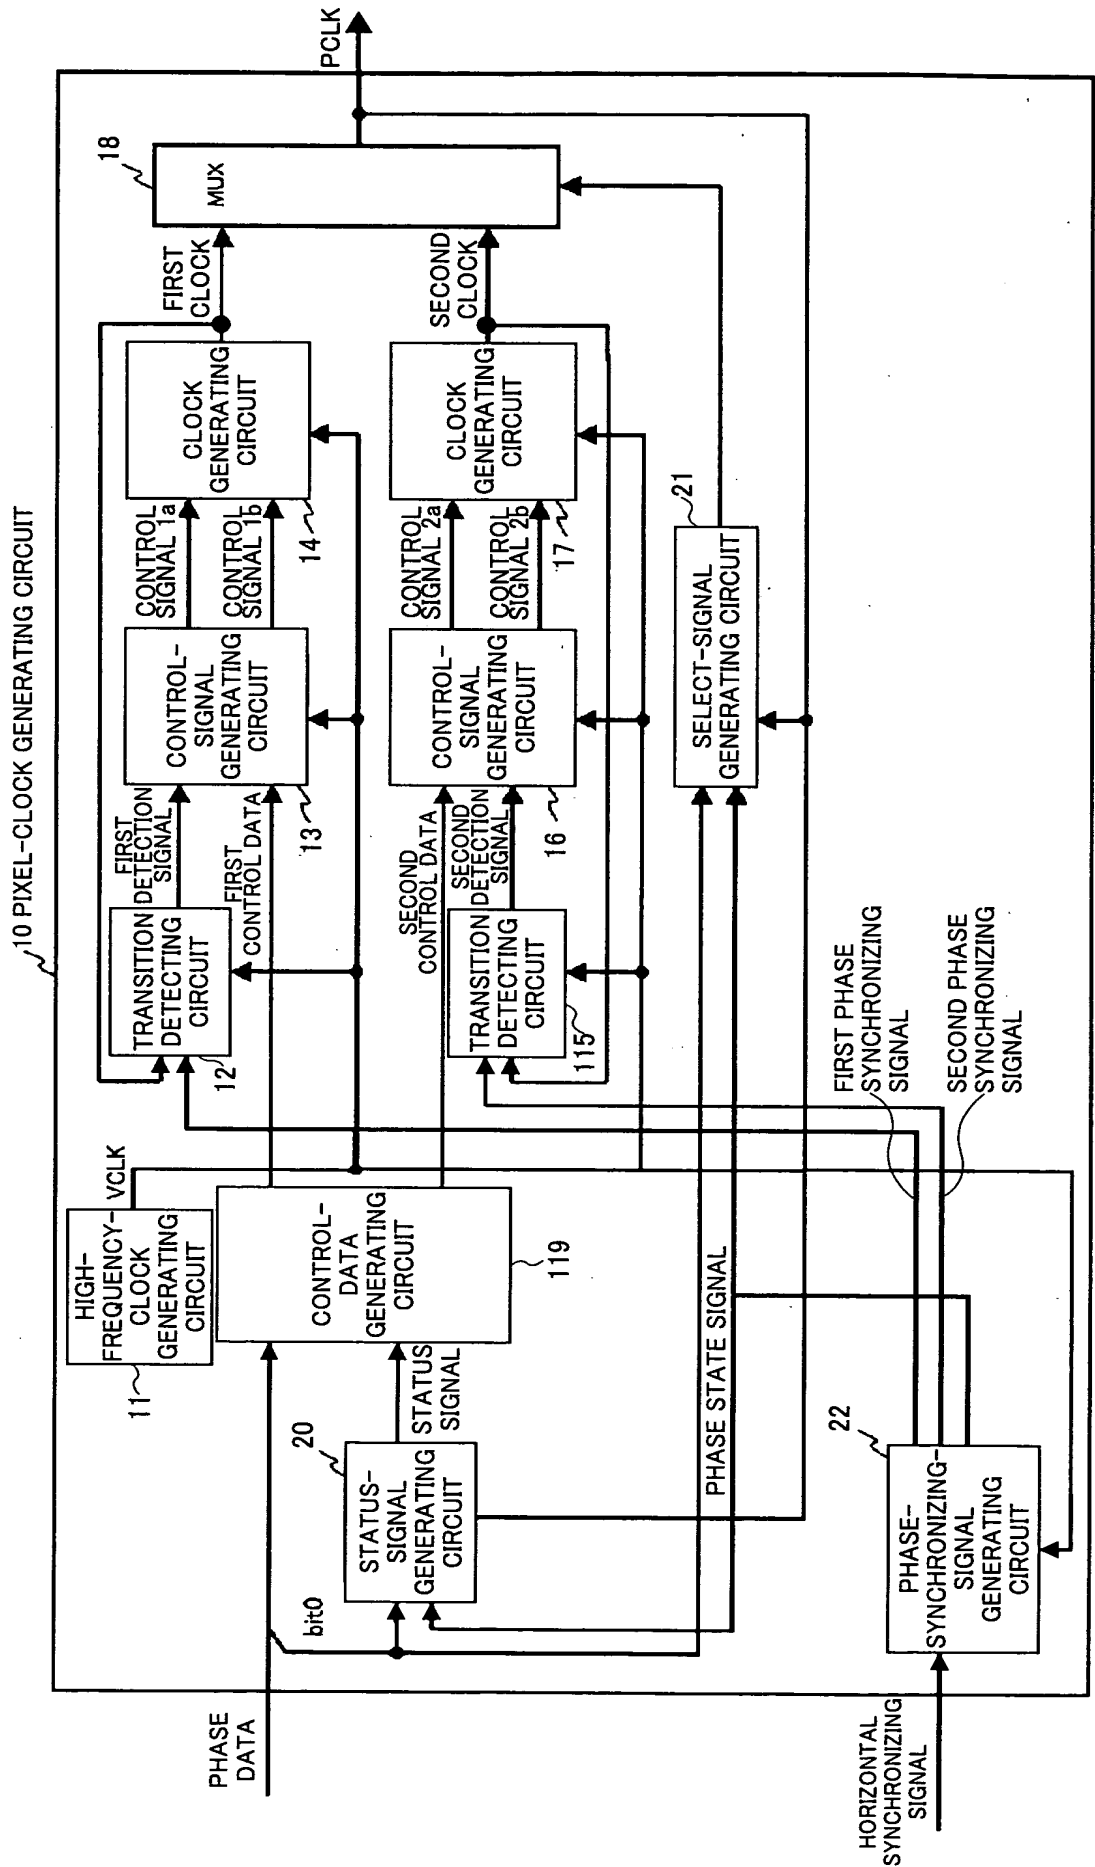 10 PIXEL-CLOCK GENERATING CIRCUIT
HIGH-
FREQUENCY-
CLOCK
GENERATING
CIRCUIT
11
VCLK
TRANSITION
DETECTING
CIRCUIT
12
FIRST
DETECTION
SIGNAL
FIRST
CONTROL DATA
CONTROL-
SIGNAL
GENERATING
CIRCUIT
13
CONTROL
SIGNAL 1a
CONTROL
SIGNAL 1b
CLOCK
GENERATING
CIRCUIT
14
FIRST
CLOCK
MUX
18
PCLK
PHASE
DATA
bit0
STATUS-
SIGNAL
GENERATING
CIRCUIT
20
STATUS
SIGNAL
CONTROL-
DATA
GENERATING
CIRCUIT
119
SECOND
CONTROL DATA
TRANSITION
DETECTING
CIRCUIT
115
SECOND
DETECTION
SIGNAL
CONTROL-
SIGNAL
GENERATING
CIRCUIT
16
CONTROL
SIGNAL 2a
CONTROL
SIGNAL 2b
CLOCK
GENERATING
CIRCUIT
17
SECOND
CLOCK
SELECT-SIGNAL
GENERATING CIRCUIT
21
PHASE STATE SIGNAL
HORIZONTAL
SYNCHRONIZING
SIGNAL
PHASE-
SYNCHRONIZING-
SIGNAL
GENERATING
CIRCUIT
22
FIRST PHASE
SYNCHRONIZING
SIGNAL
SECOND PHASE
SYNCHRONIZING
SIGNAL